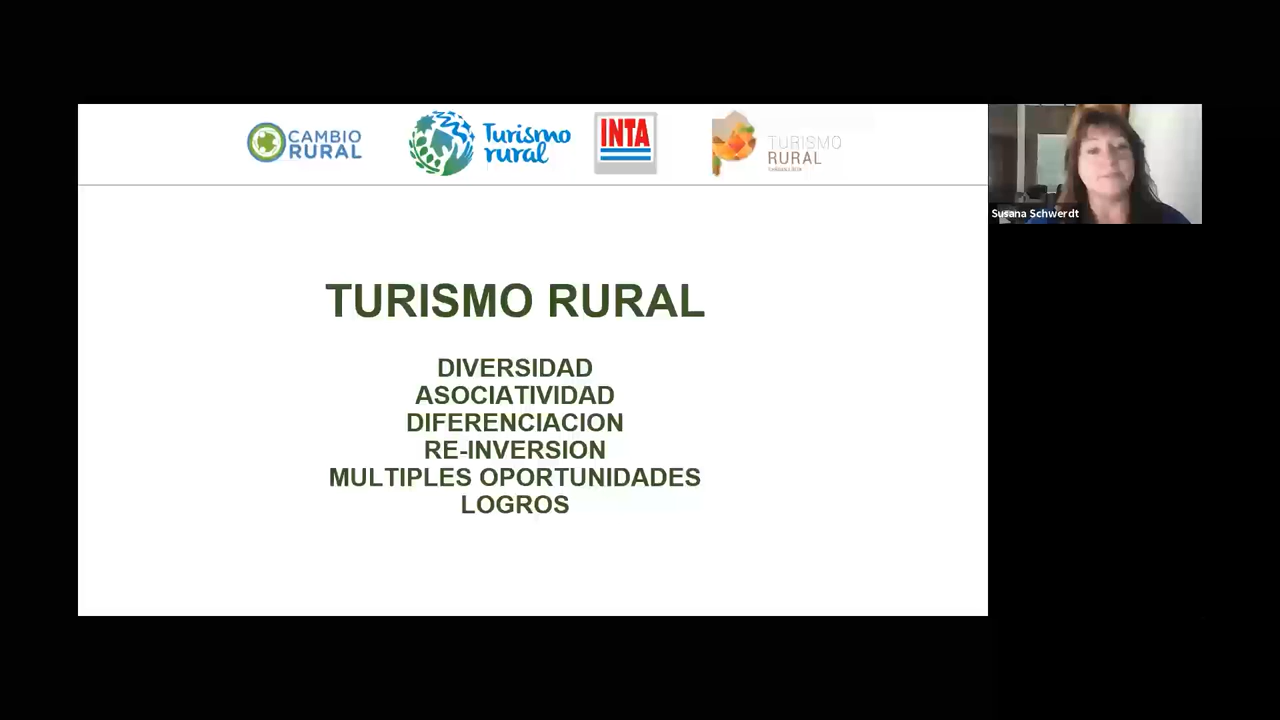 CAMBIO
RURAL
Turismo
rural
INTA
TURISMO
RURAL
Susana Schwerdt
TURISMO RURAL
DIVERSIDAD
ASOCIATIVIDAD
DIFERENCIACION
RE-INVERSION
MULTIPLES OPORTUNIDADES
LOGROS